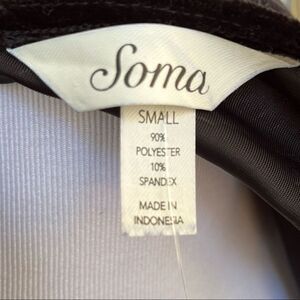 Soma
SMALL
90%
POLYESTER
10%
SPANDEX
MADE IN
INDONESIA